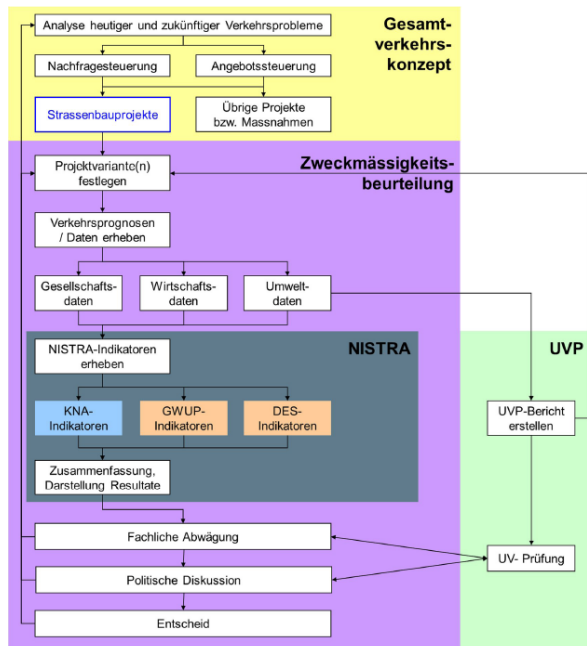 Analyse heutiger und zukünftiger Verkehrsprobleme
Gesamt-
verkehrs-
konzept
Nachfragesteuerung
Angebotssteuerung
Strassenbauprojekte
Übrige Projekte
bzw. Massnahmen
Zweckmässigkeits-
beurteilung
Projektvariante(n)
festlegen
Verkehrsprognosen
/ Daten erheben
Gesellschafts-
daten
Wirtschafts-
daten
Umwelt-
daten
NISTRA
UVP
NISTRA-Indikatoren
erheben
KNA-
Indikatoren
GWUP-
Indikatoren
DES-
Indikatoren
UVP-Bericht
erstellen
Zusammenfassung,
Darstellung Resultate
Fachliche Abwägung
UV- Prüfung
Politische Diskussion
Entscheid